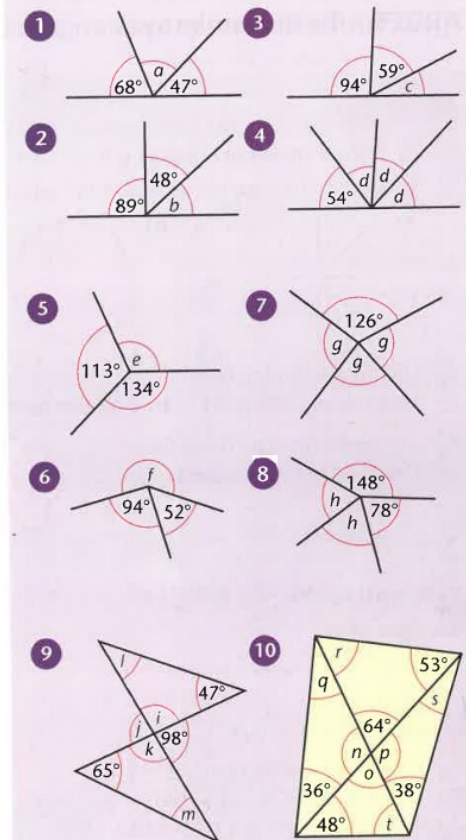 1
a
68° 47°
3
59°
94° c
2
48°
89° b
4
d d
54° d
5
e
113°
134°
7
126°
g g
g
6
f
94° 52°
8
148°
h 78°
h
9
l
47°
j i
98°
k
65°
m
10
r
53°
q
s
64°
n p
o
36° 38°
48° t